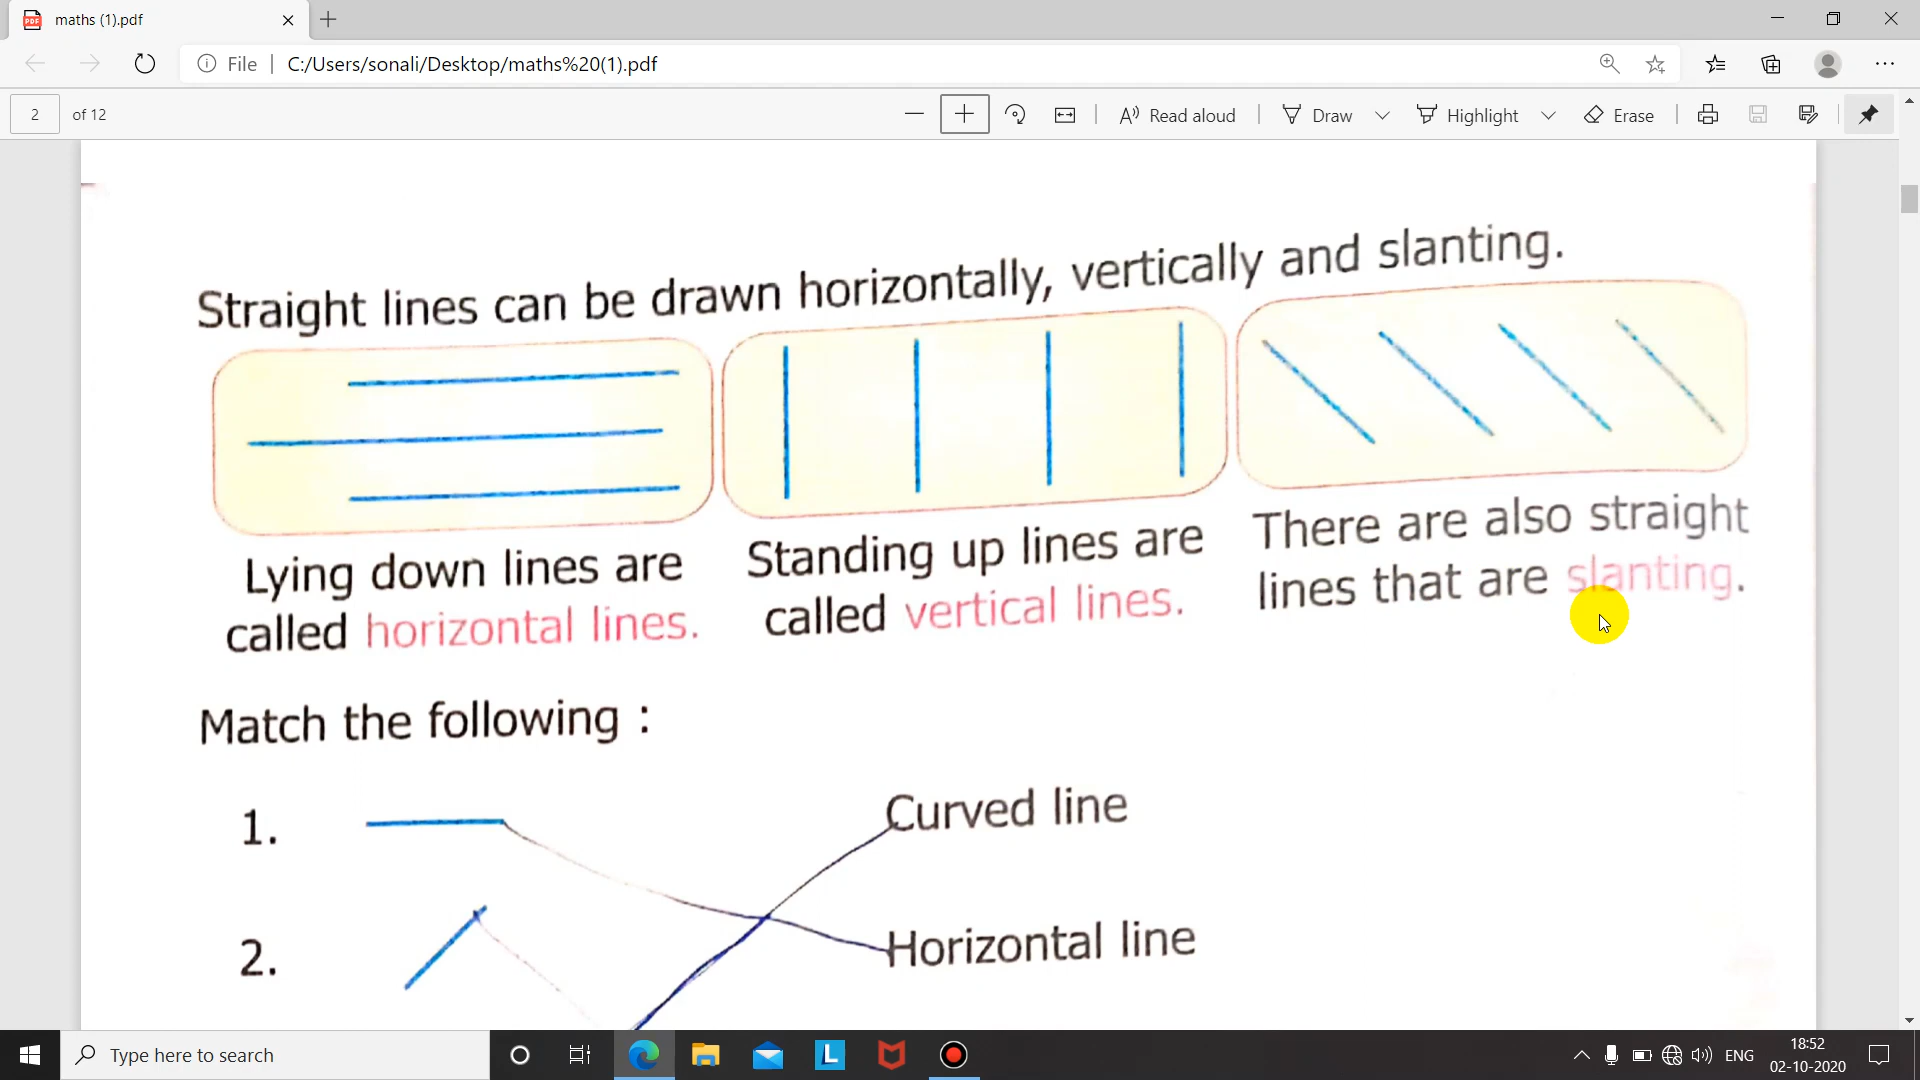 maths (1).pdf
File
C:/Users/sonali/Desktop/maths%20(1).pdf
2 of 12
Read aloud
Draw
Highlight
Erase
Straight lines can be drawn horizontally, vertically and slanting.
Lying down lines are
called horizontal lines.
Standing up lines are
called vertical lines.
There are also straight
lines that are slanting.
Match the following :
1.
Curved line
2.
Horizontal line
Type here to search
ENG
18:52
02-10-2020